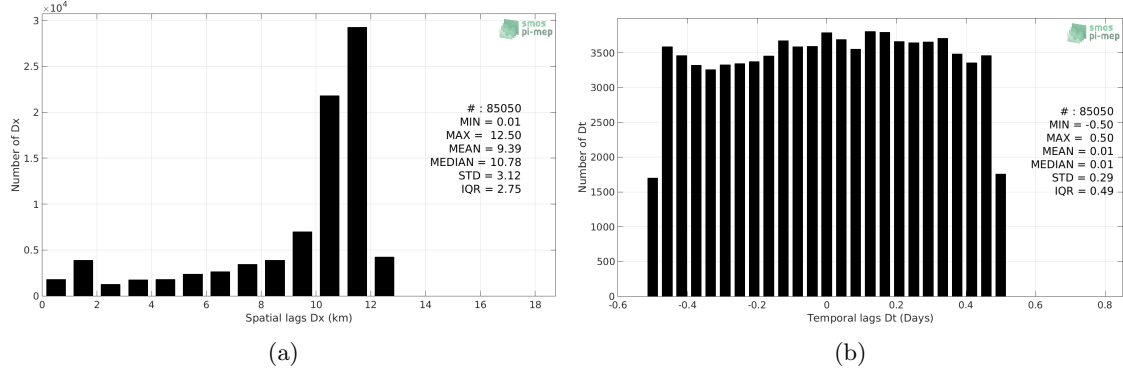 ×10⁴
3
2.5
2
1.5
1
0.5
0
0 2 4 6 8 10 12 14 16 18
Number of Dx
Spatial lags Dx (km)
smos
pi-mep
# : 85050
MIN = 0.01
MAX = 12.50
MEAN = 9.39
MEDIAN = 10.78
STD = 3.12
IQR = 2.75
(a)
3500
3000
2500
2000
1500
1000
500
0
-0.6 -0.4 -0.2 0 0.2 0.4 0.6 0.8
Number of Dt
Temporal lags Dt (Days)
smos
pi-mep
# : 85050
MIN = -0.50
MAX = 0.50
MEAN = 0.01
MEDIAN = 0.01
STD = 0.29
IQR = 0.49
(b)